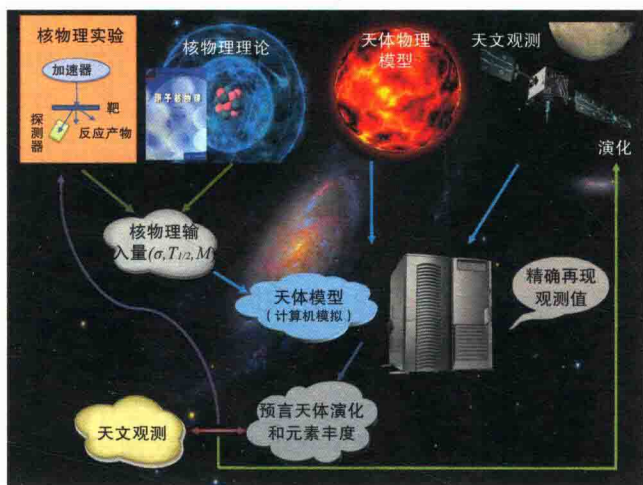 核物理实验
加速器
靶
探测器
反应产物
核物理理论
原子核物理
天体物理
模型
天文观测
演化
核物理输
入量(σ,T1/2,M)
天体模型
(计算机模拟)
精确再现
观测值
天文观测
预言天体演化
和元素丰度